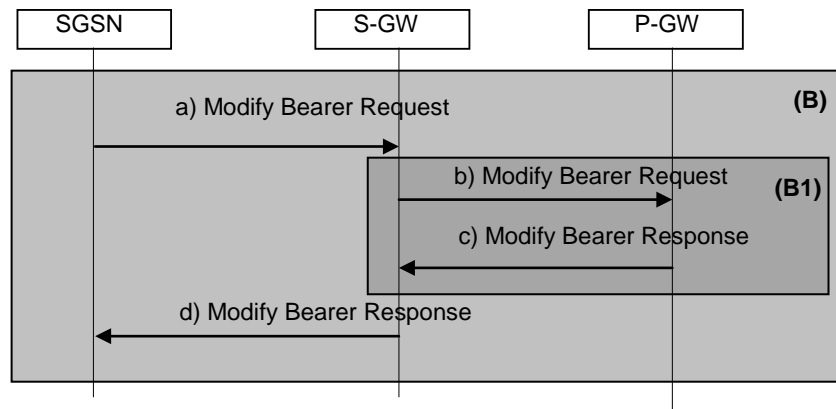 SGSN
S-GW
P-GW
(B)
a) Modify Bearer Request
b) Modify Bearer Request
(B1)
c) Modify Bearer Response
d) Modify Bearer Response